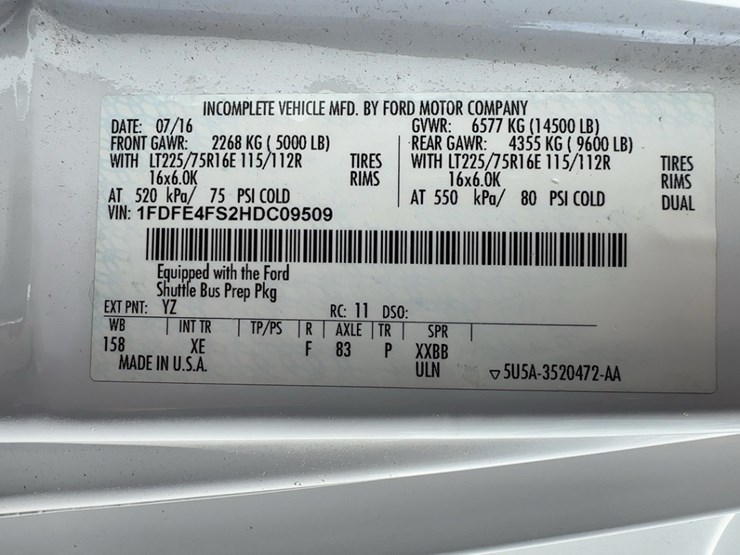 INCOMPLETE VEHICLE MFD. BY FORD MOTOR COMPANY
DATE: 07/16 GVWR: 6577 KG (14500 LB)
FRONT GAWR: 2268 KG ( 5000 LB) REAR GAWR: 4355 KG ( 9600 LB)
WITH LT225/75R16E 115/112R TIRES WITH LT225/75R16E 115/112R TIRES
16x6.0K RIMS 16x6.0K RIMS
AT 520 kPa/ 75 PSI COLD AT 550 kPa/ 80 PSI COLD DUAL
VIN: 1FDFE4FS2HDC09509
Equipped with the Ford
Shuttle Bus Prep Pkg
EXT PNT: YZ RC: 11 DSO:
WB INT TR TP/PS R AXLE TR SPR
158 XE F 83 P XXBB
MADE IN U.S.A. ULN ▽5U5A-3520472-AA